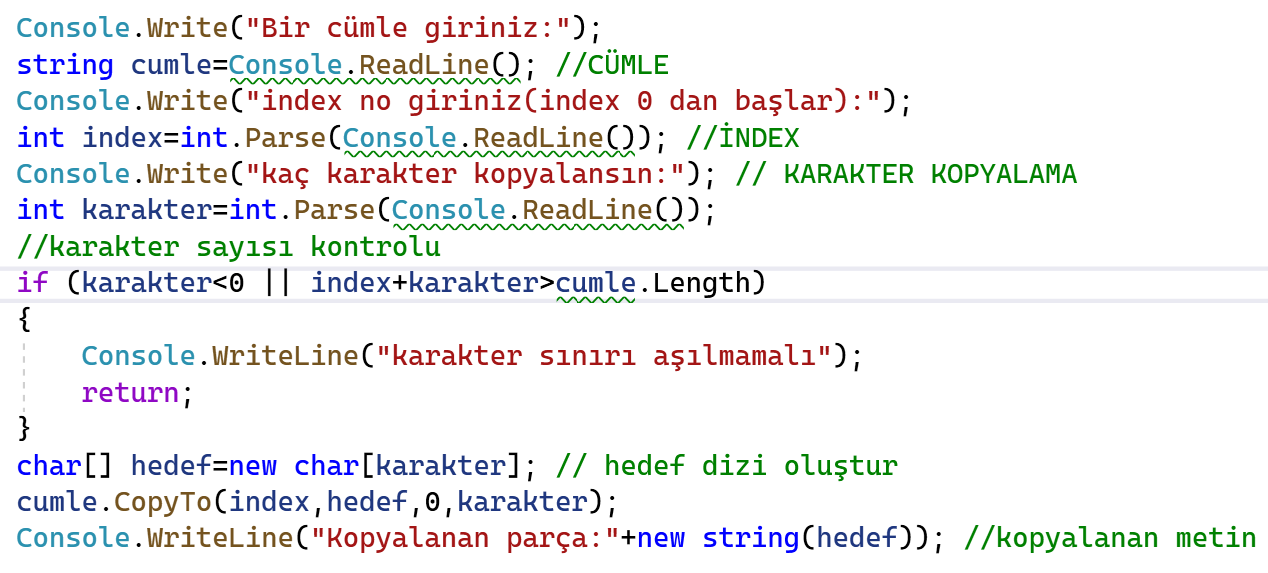 Console.Write("Bir cümle giriniz:");
string cumle=Console.ReadLine(); //CÜMLE
Console.Write("index no giriniz(index 0 dan başlar):");
int index=int.Parse(Console.ReadLine()); //İNDEX
Console.Write("kaç karakter kopyalansın:"); // KARAKTER KOPYALAMA
int karakter=int.Parse(Console.ReadLine());
//karakter sayısı kontrolu
if (karakter<0 || index+karakter>cumle.Length)
{
    Console.WriteLine("karakter sınırı aşılmamalı");
    return;
}
char[] hedef=new char[karakter]; // hedef dizi oluştur
cumle.CopyTo(index,hedef,0,karakter);
Console.WriteLine("Kopyalanan parça:"+new string(hedef)); //kopyalanan metin